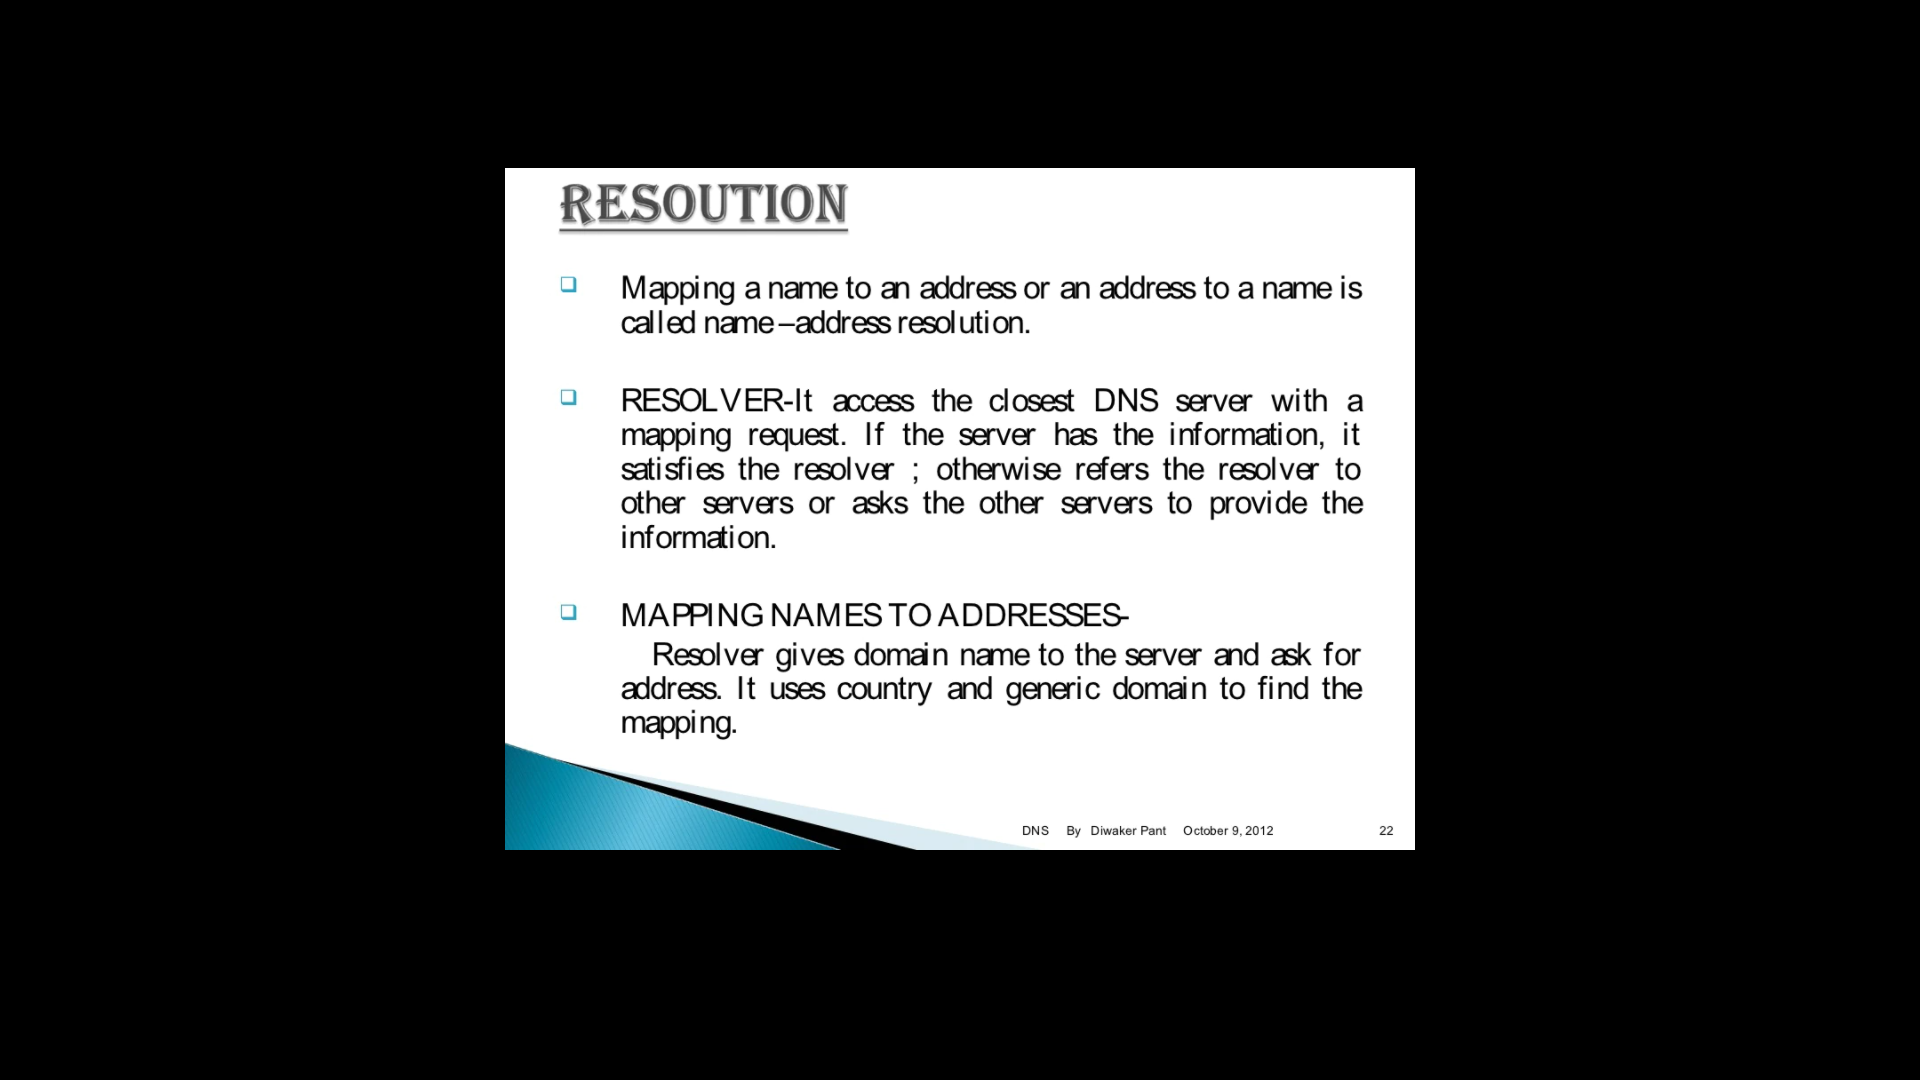 RESOUTION
Mapping a name to an address or an address to a name is
called name –address resolution.
RESOLVER-It access the closest DNS server with a
mapping request. If the server has the information, it
satisfies the resolver ; otherwise refers the resolver to
other servers or asks the other servers to provide the
information.
MAPPING NAMES TO ADDRESSES-
Resolver gives domain name to the server and ask for
address. It uses country and generic domain to find the
mapping.
DNS By Diwaker Pant October 9, 2012 22